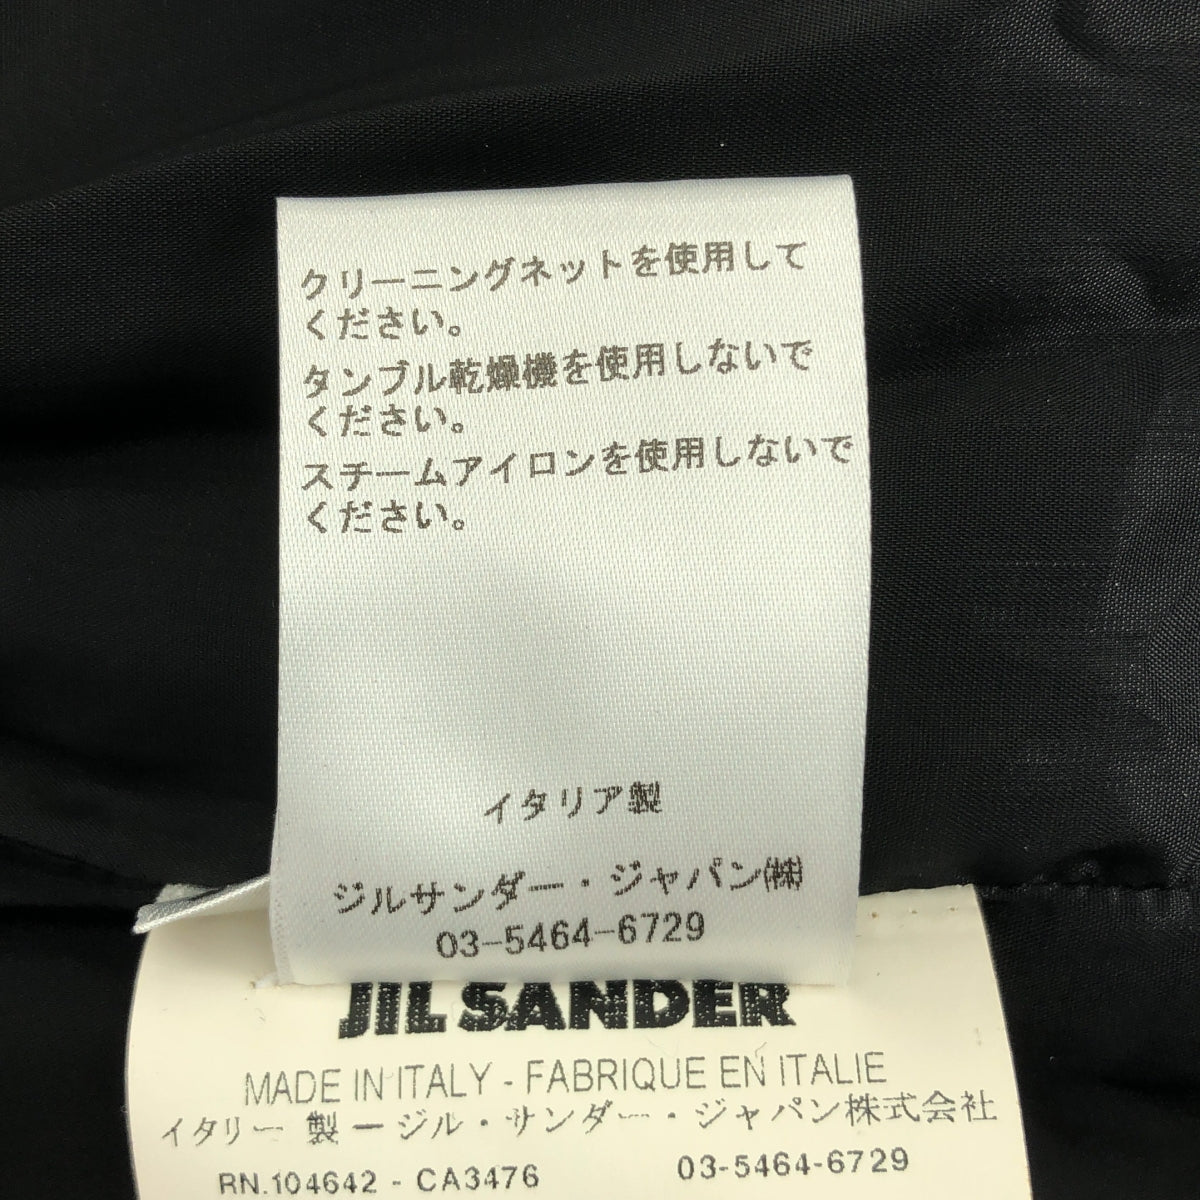 クリーニングネットを使用して
ください。
タンブル乾燥機を使用しないで
ください。
スチームアイロンを使用しないで
ください。
イタリア製
ジルサンダー・ジャパン㈱
03-5464-6729
JIL SANDER
MADE IN ITALY - FABRIQUE EN ITALIE
イタリー 製 ージル・サンダー・ジャパン株式会社
RN.104642 - CA3476 03-5464-6729